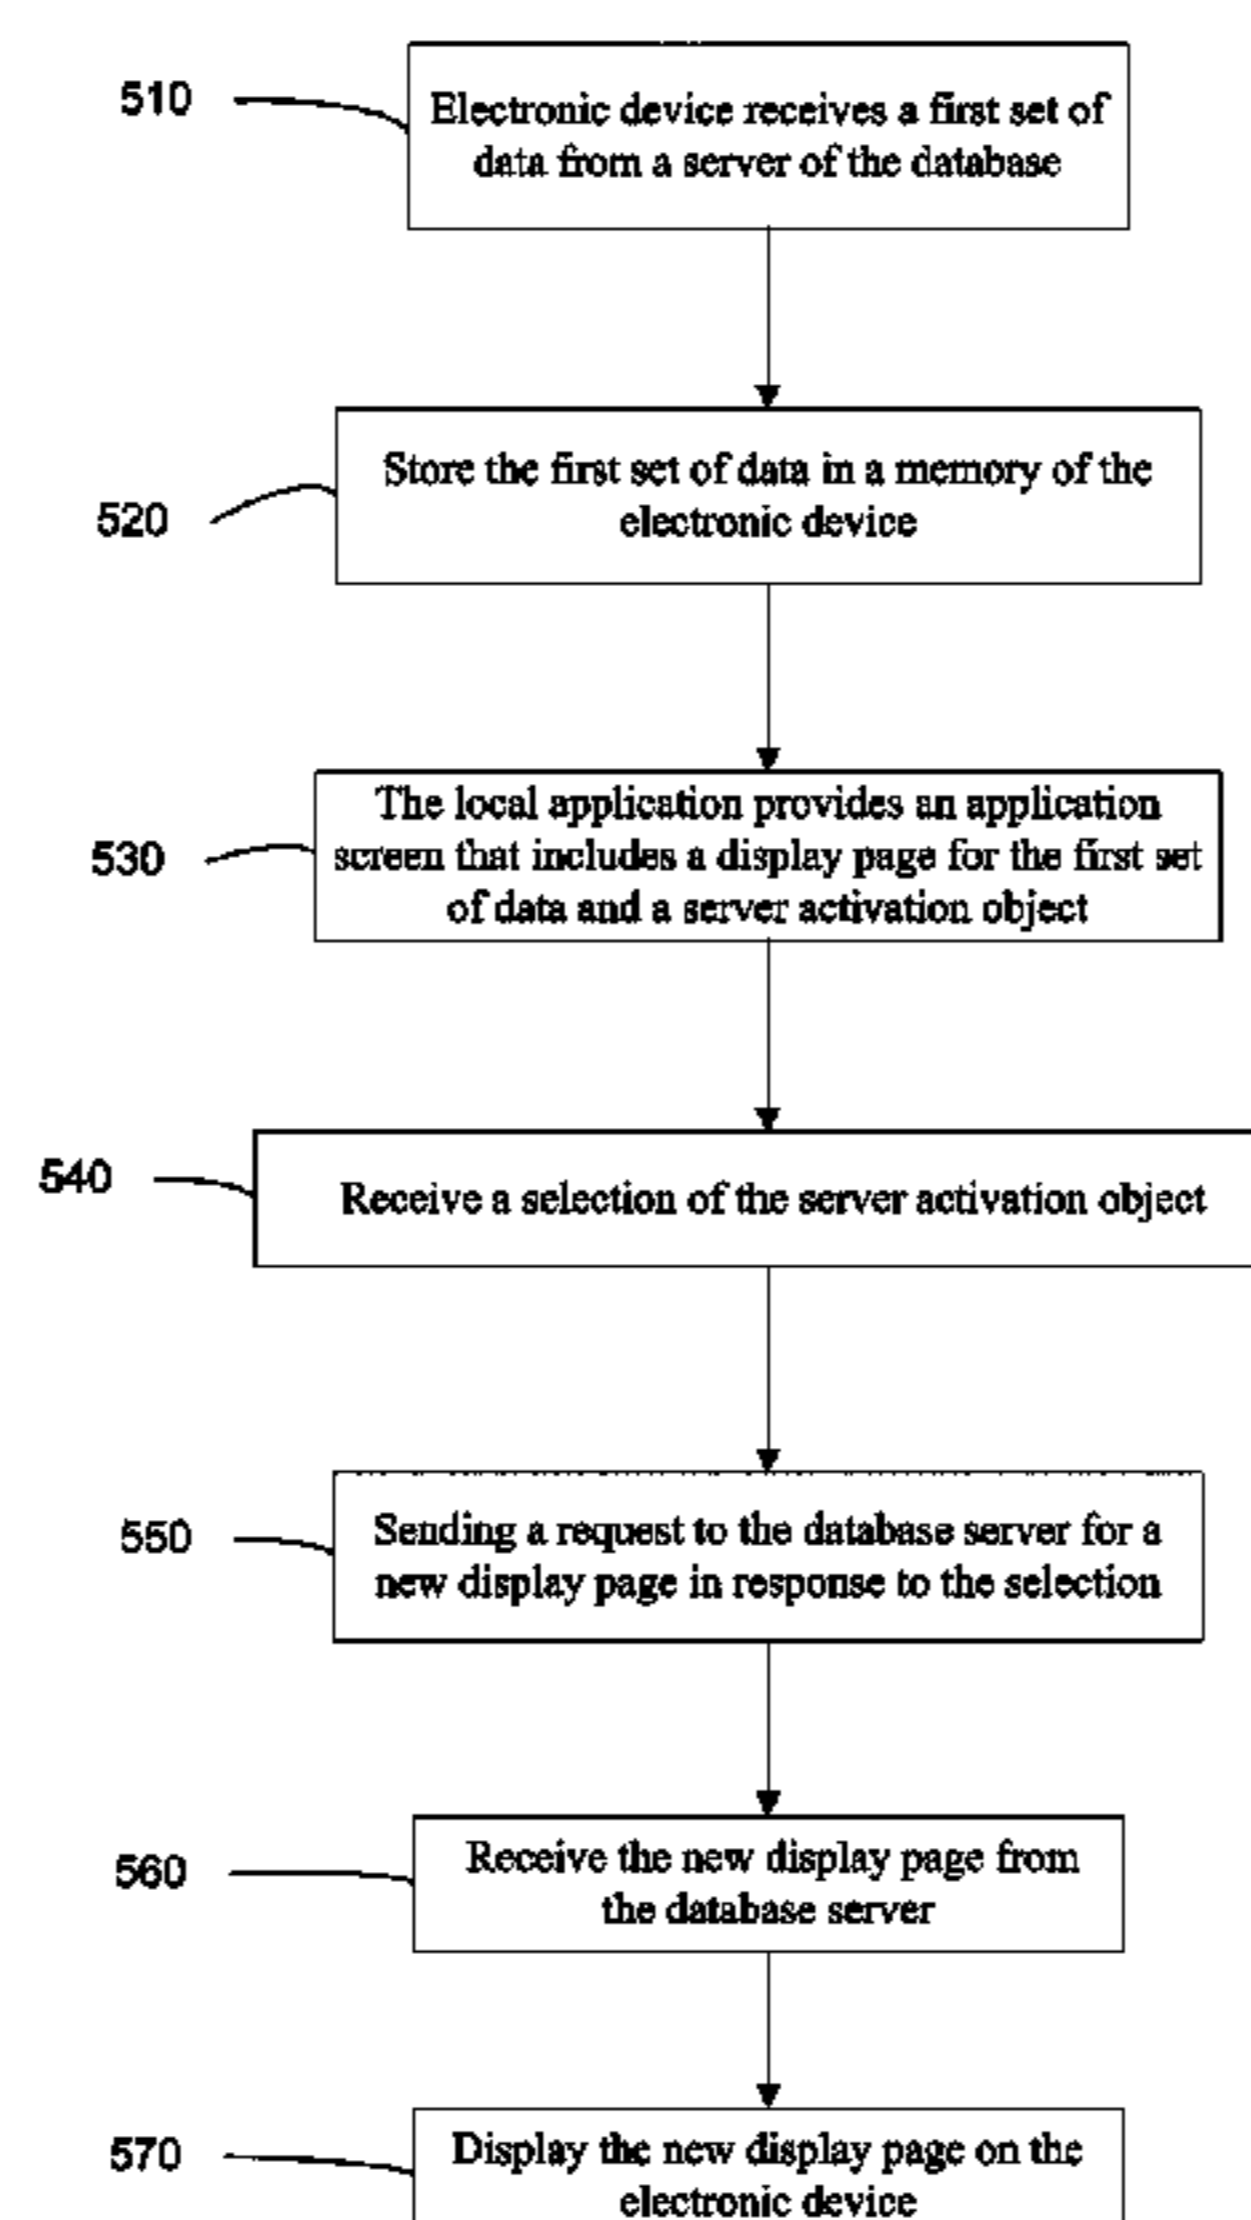 510
Electronic device receives a first set of
data from a server of the database
Store the first set of data in a memory of the
electronic device
520
The local application provides an application
screen that includes a display page for the first set
of data and a server activation object
530
540
Receive a selection of the server activation object
550
Sending a request to the database server for a
new display page in response to the selection
560
Receive the new display page from
the database server
570
Display the new display page on the
electronic device